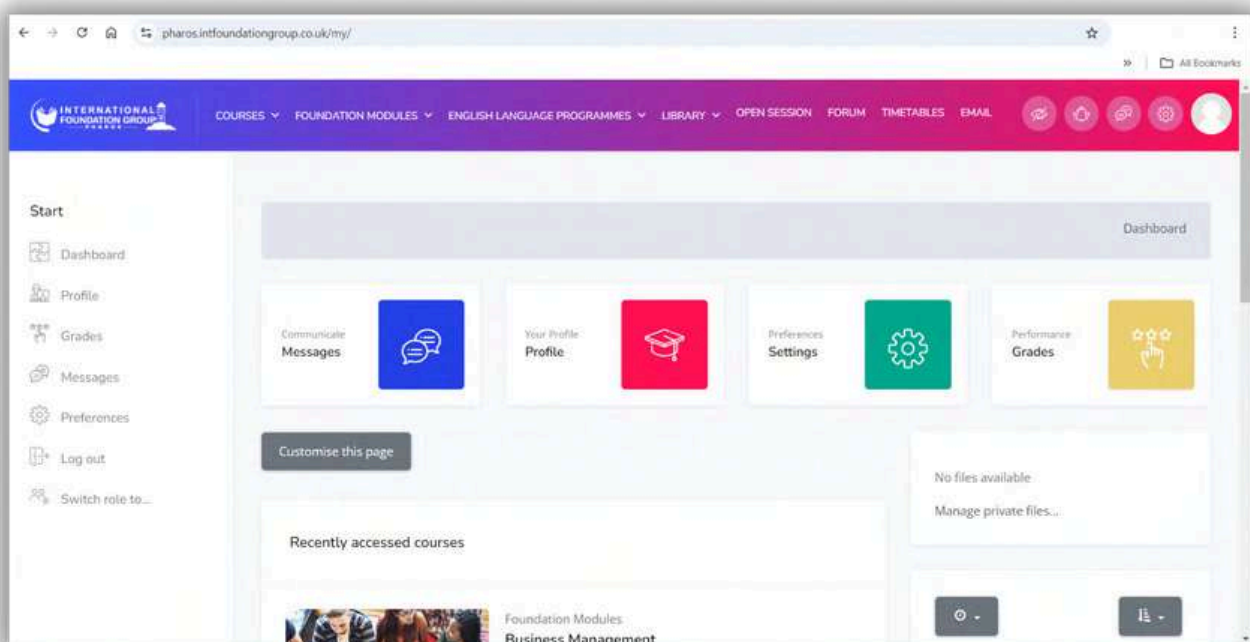 pharos.intfoundationgroup.co.uk/my/
» All Bookmarks
INTERNATIONAL
FOUNDATION GROUP
PHAROS
COURSES FOUNDATION MODULES ENGLISH LANGUAGE PROGRAMMES LIBRARY OPEN SESSION FORUM TIMETABLES EMAIL
Start
Dashboard
Profile
Grades
Messages
Preferences
Log out
Switch role to...
Dashboard
Communicate
Messages
Your Profile
Profile
Preferences
Settings
Performance
Grades
Customise this page
No files available
Manage private files...
Recently accessed courses
Foundation Modules
Business Management